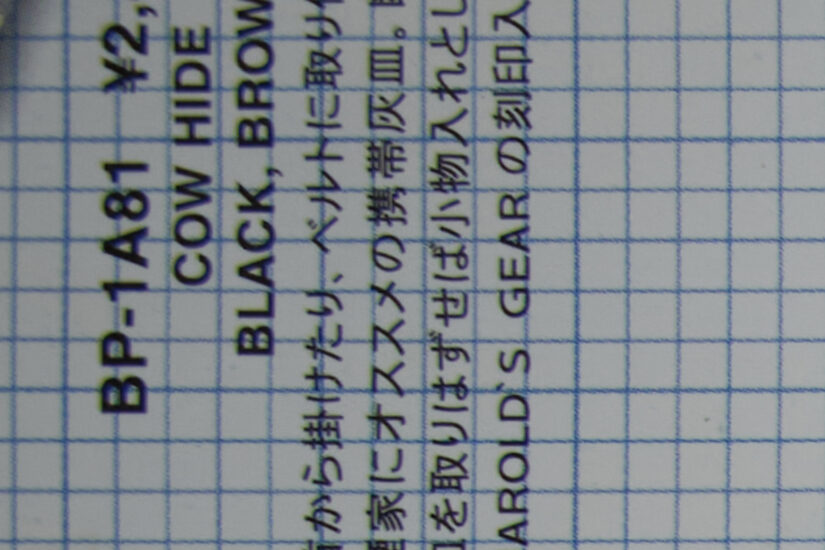 BP-1A81 ¥2,
COW HIDE
BLACK, BROW
から掛けたり、ベルトに取り
家にオススメの携帯灰皿。
を取りはずせば小物入れとし
AROLD`S GEAR の刻印入